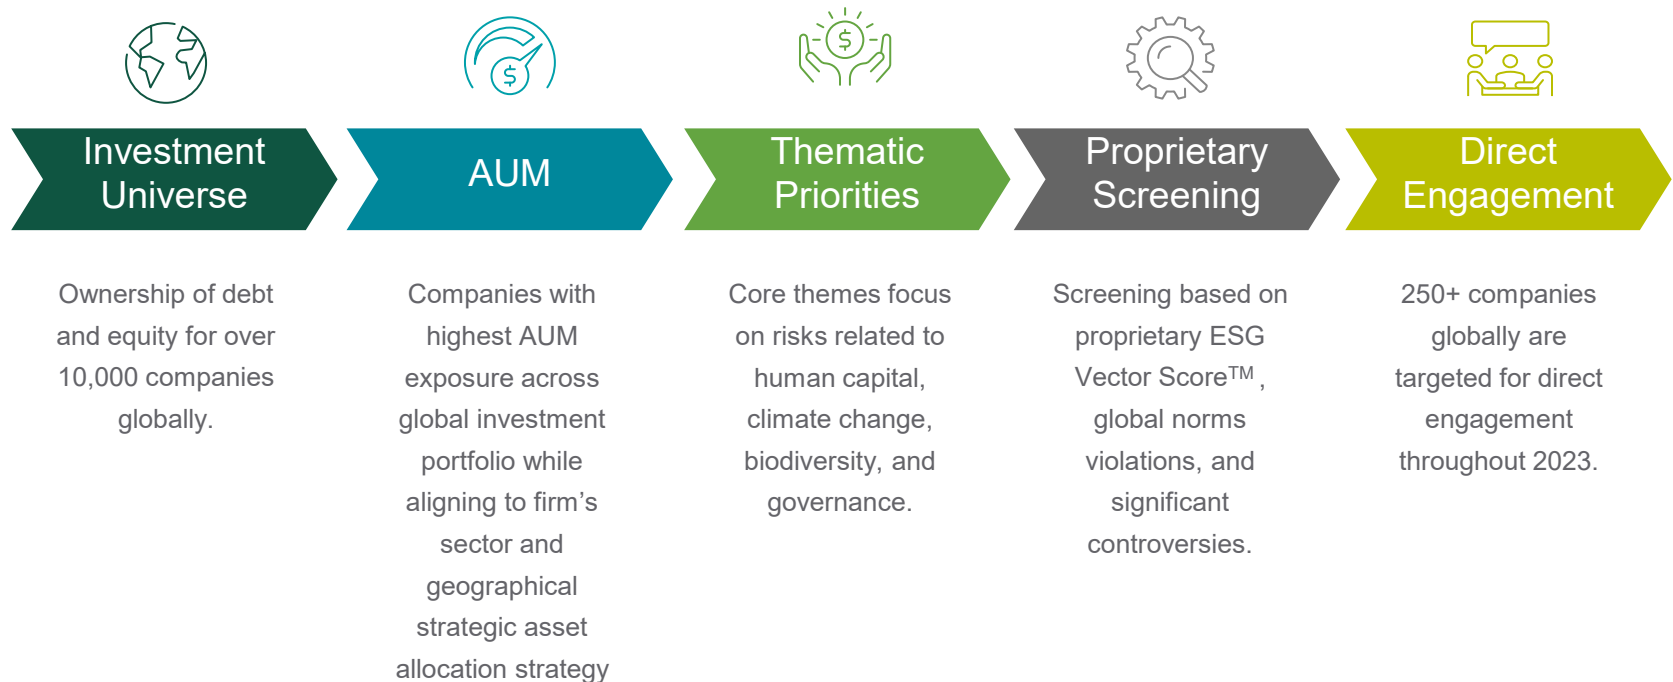 Investment
Universe
AUM
Thematic
Priorities
Proprietary
Screening
Direct
Engagement
Ownership of debt
and equity for over
10,000 companies
globally.
Companies with
highest AUM
exposure across
global investment
portfolio while
aligning to firm’s
sector and
geographical
strategic asset
allocation strategy
Core themes focus
on risks related to
human capital,
climate change,
biodiversity, and
governance.
Screening based on
proprietary ESG
Vector Score™ ,
global norms
violations, and
significant
controversies.
250+ companies
globally are
targeted for direct
engagement
throughout 2023.